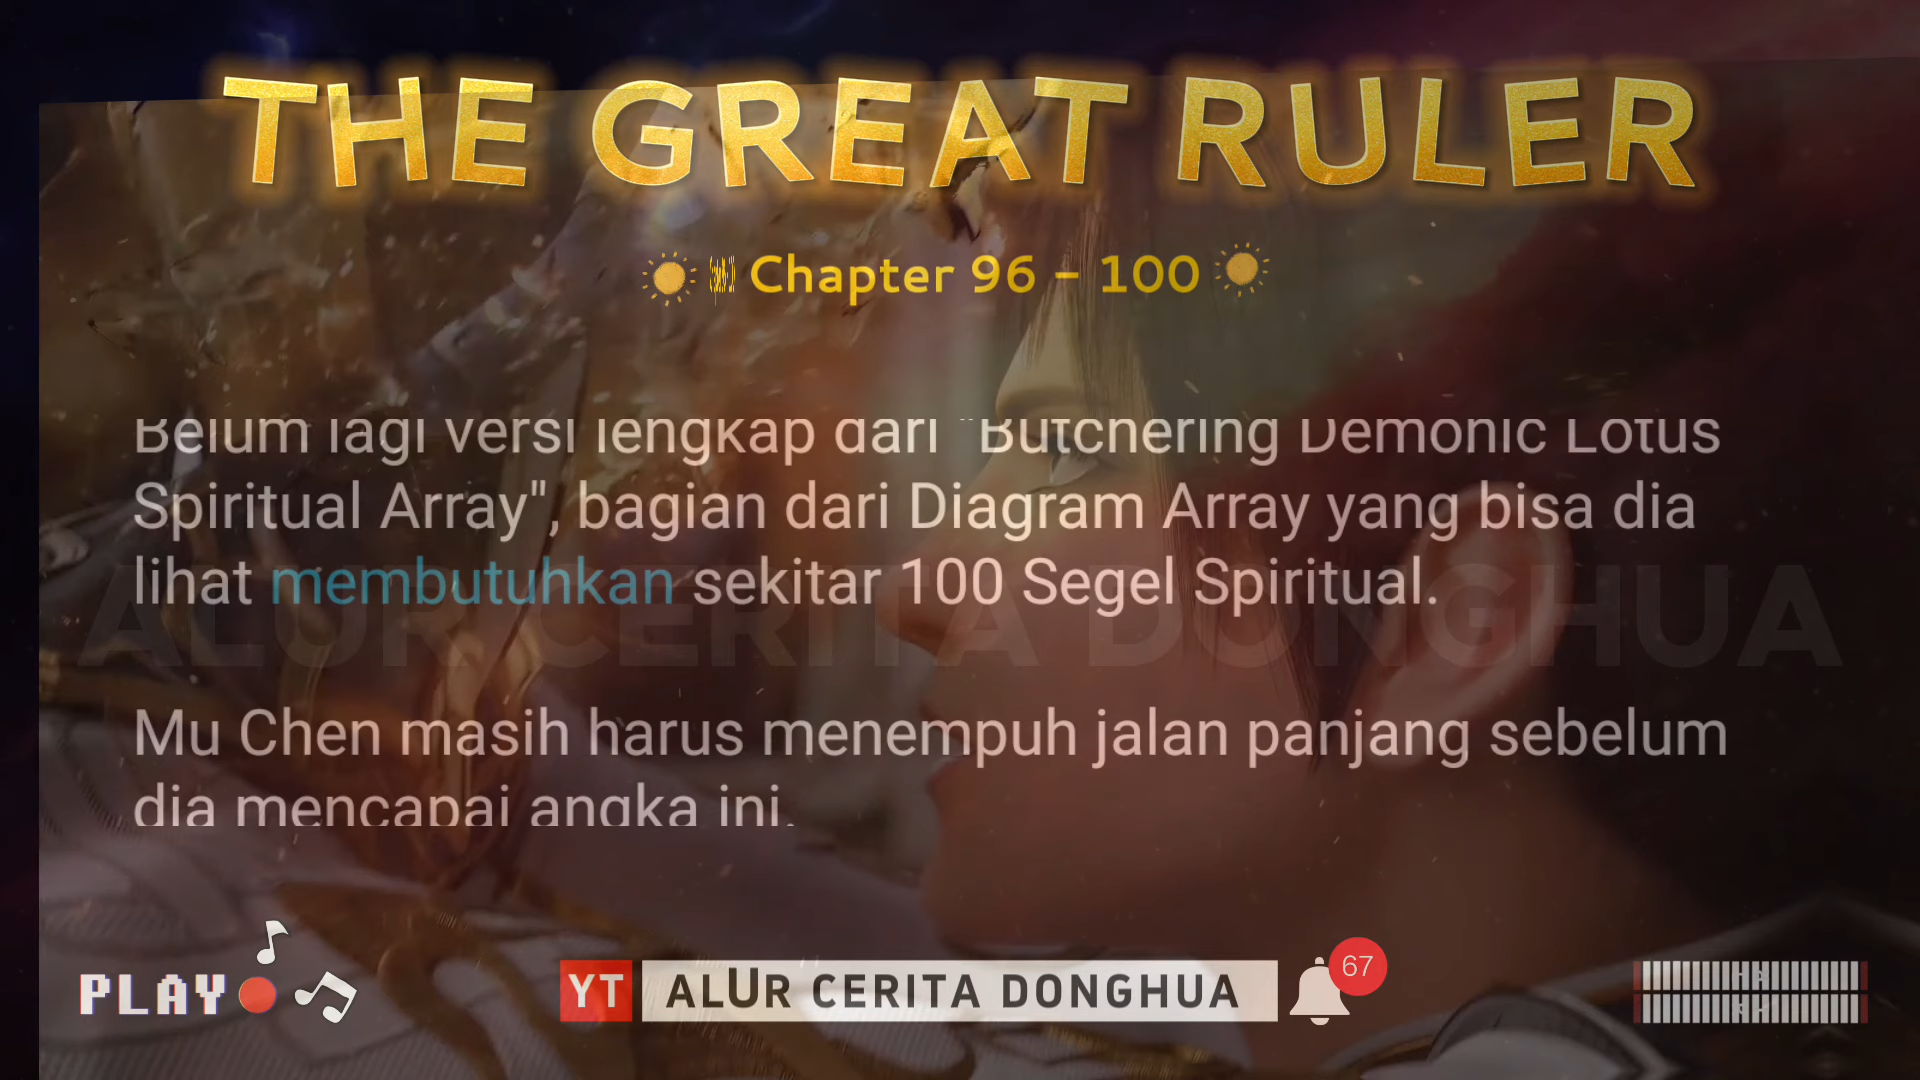 THE GREAT RULER
Chapter 96 - 100
Belum lagi versi lengkap dari "Butchering Demonic Lotus
Spiritual Array", bagian dari Diagram Array yang bisa dia
lihat membutuhkan sekitar 100 Segel Spiritual.
ALUR CERITA DONGHUA
Mu Chen masih harus menempuh jalan panjang sebelum
dia mencapai angka ini.
PLAY
YT ALUR CERITA DONGHUA
67